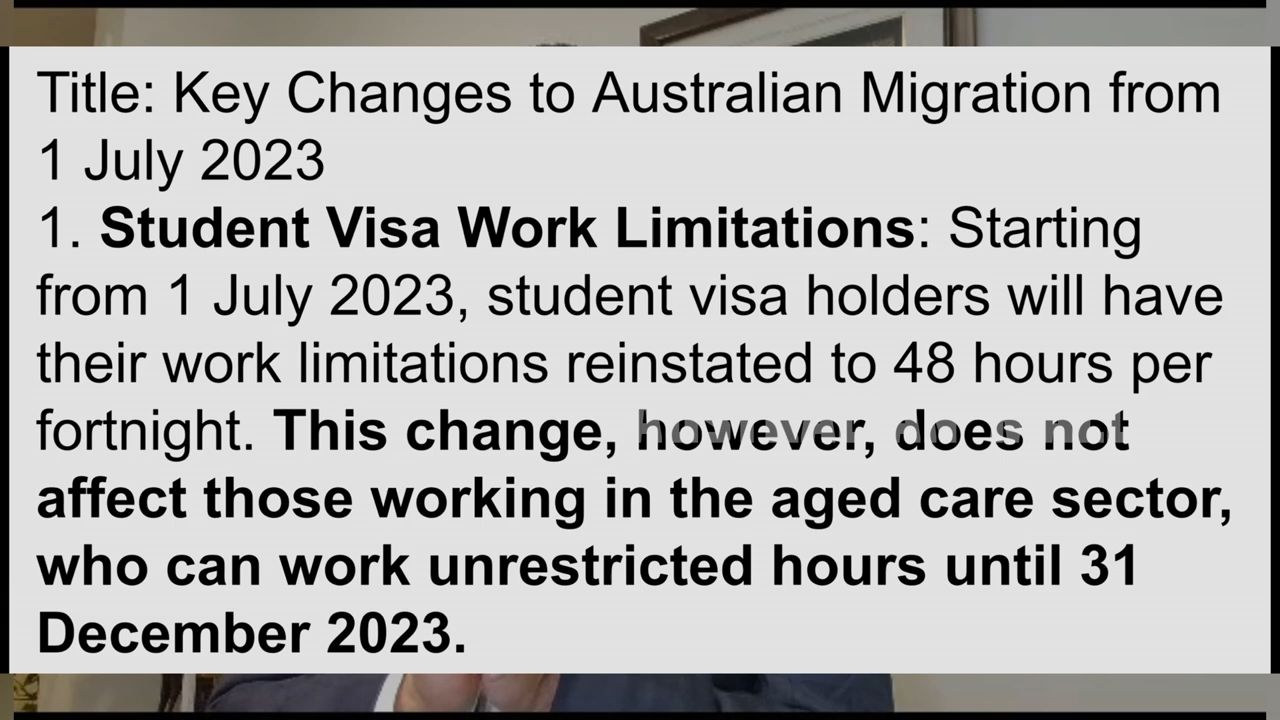 Title: Key Changes to Australian Migration from
1 July 2023
1. Student Visa Work Limitations: Starting
from 1 July 2023, student visa holders will have
their work limitations reinstated to 48 hours per
fortnight. This change, however, does not
affect those working in the aged care sector,
who can work unrestricted hours until 31
December 2023.